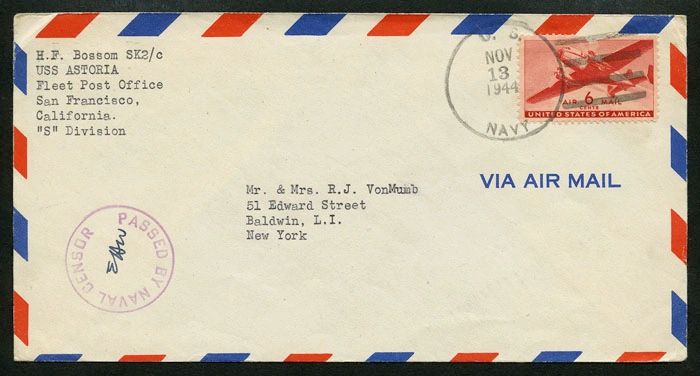 H.F. Bossom SK2/c
USS ASTORIA
Fleet Post Office
San Francisco,
California.
"S" Division
U. S.
NOV
13
1944
NAVY
AIR 6 MAIL
CENTS
UNITED STATES OF AMERICA
VIA AIR MAIL
Mr. & Mrs. R.J. VonMumb
51 Edward Street
Baldwin, L.I.
New York
PASSED BY NAVAL CENSOR